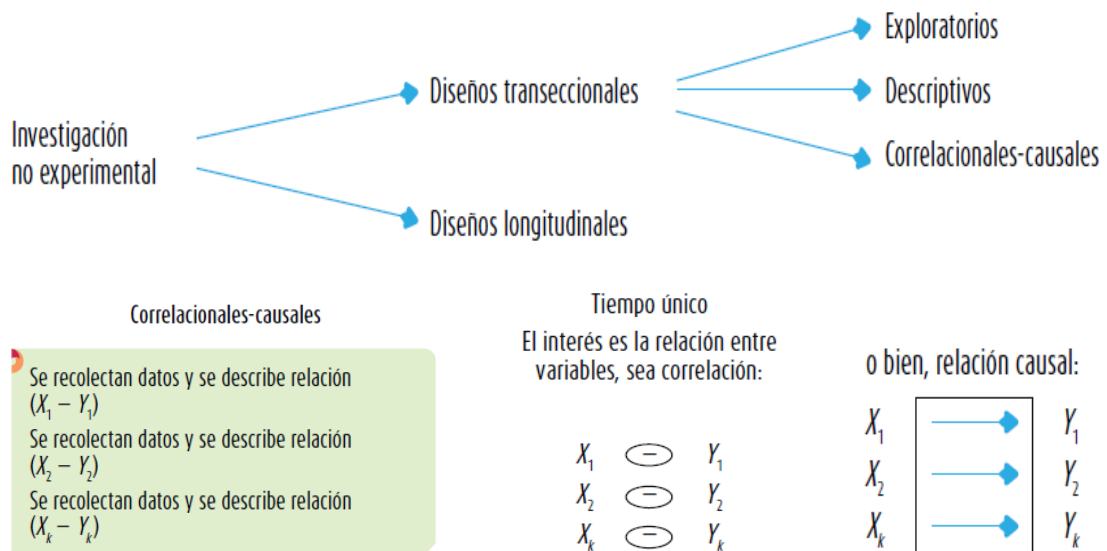 Exploratorios
Diseños transeccionales
Descriptivos
Investigación
no experimental
Correlacionales-causales
Diseños longitudinales
Correlacionales-causales
Se recolectan datos y se describe relación
(X₁ – Y₁)
Se recolectan datos y se describe relación
(X₂ – Y₂)
Se recolectan datos y se describe relación
(Xₖ – Yₖ)
Tiempo único
El interés es la relación entre
variables, sea correlación:
X₁ – Y₁
X₂ – Y₂
Xₖ – Yₖ
o bien, relación causal:
X₁ Y₁
X₂ Y₂
Xₖ Yₖ